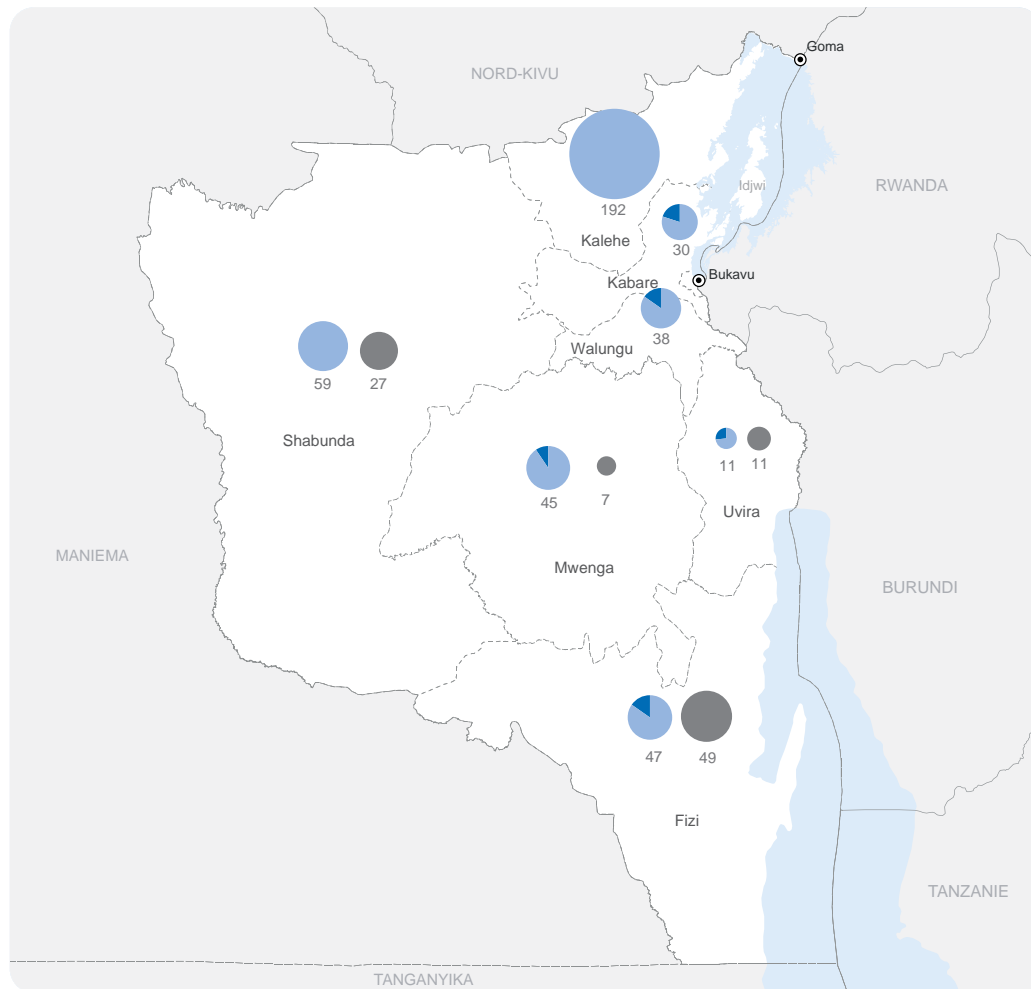 Goma
NORD-KIVU
RWANDA
Idjwi
192
Kalehe
30
Bukavu
Kabare
38
Walungu
59
27
Shabunda
11
11
45
7
Uvira
MANIEMA
Mwenga
BURUNDI
47
49
Fizi
TANZANIE
TANGANYIKA